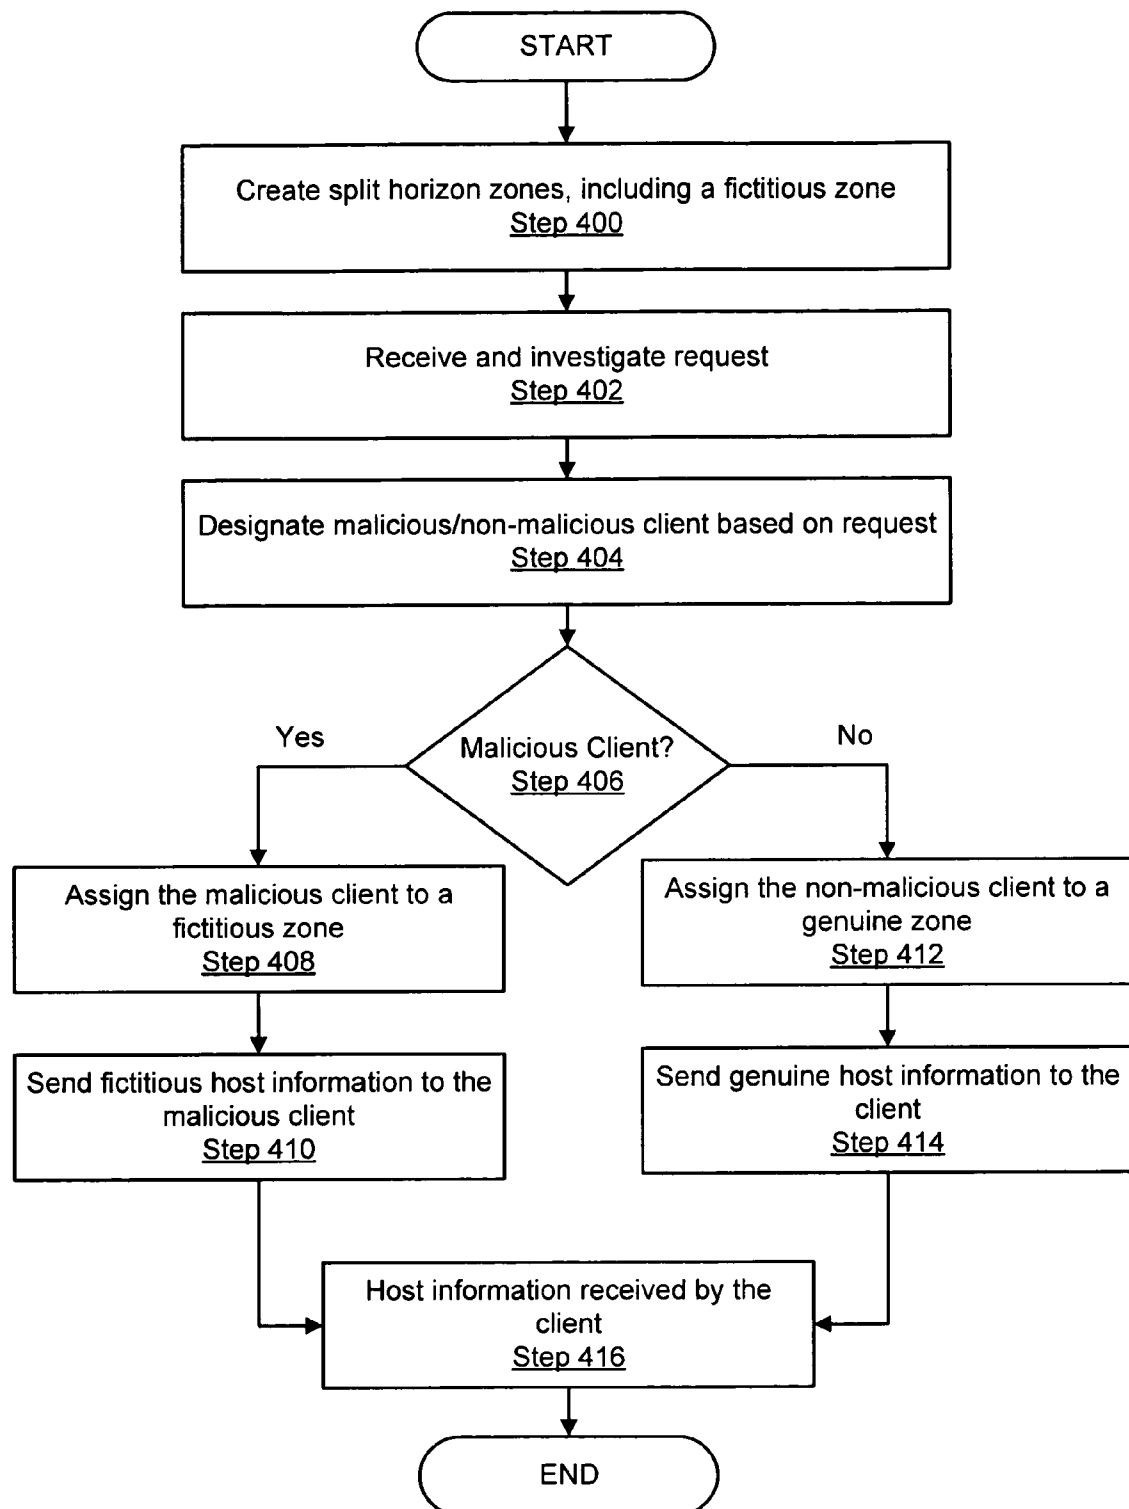 START
Create split horizon zones, including a fictitious zone
Step 400
Receive and investigate request
Step 402
Designate malicious/non-malicious client based on request
Step 404
Malicious Client?
Step 406
Yes
No
Assign the malicious client to a
fictitious zone
Step 408
Send fictitious host information to the
malicious client
Step 410
Assign the non-malicious client to a
genuine zone
Step 412
Send genuine host information to the
client
Step 414
Host information received by the
client
Step 416
END